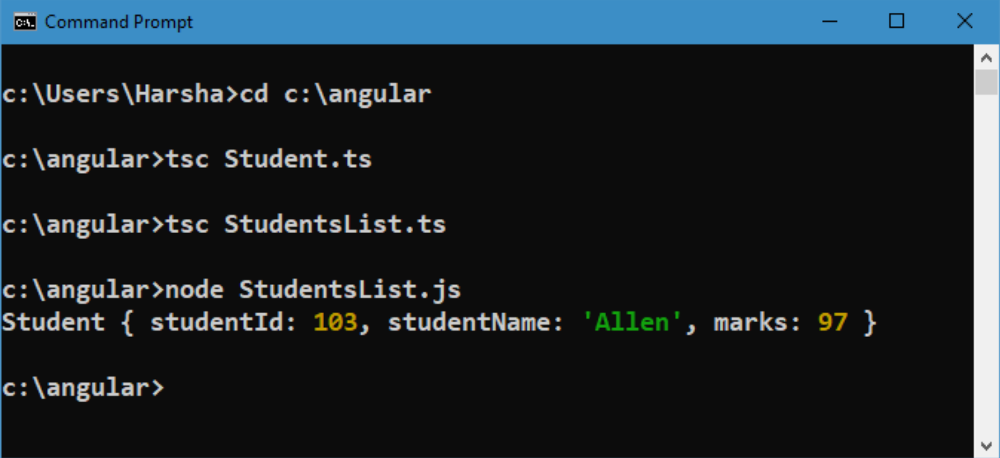 Command Prompt
c:\Users\Harsha>cd c:\angular
c:\angular>tsc Student.ts
c:\angular>tsc StudentsList.ts
c:\angular>node StudentsList.js
Student { studentId: 103, studentName: 'Allen', marks: 97 }
c:\angular>